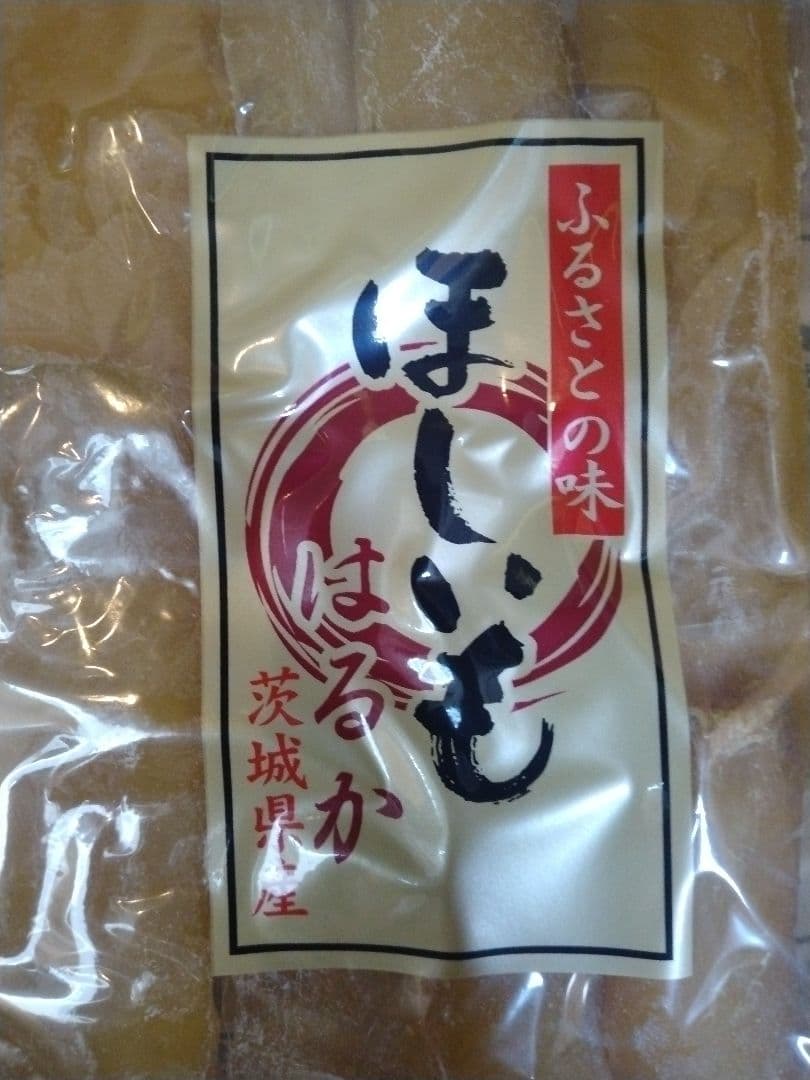 ふるさとの味
ほしいも
はるか
茨城県産